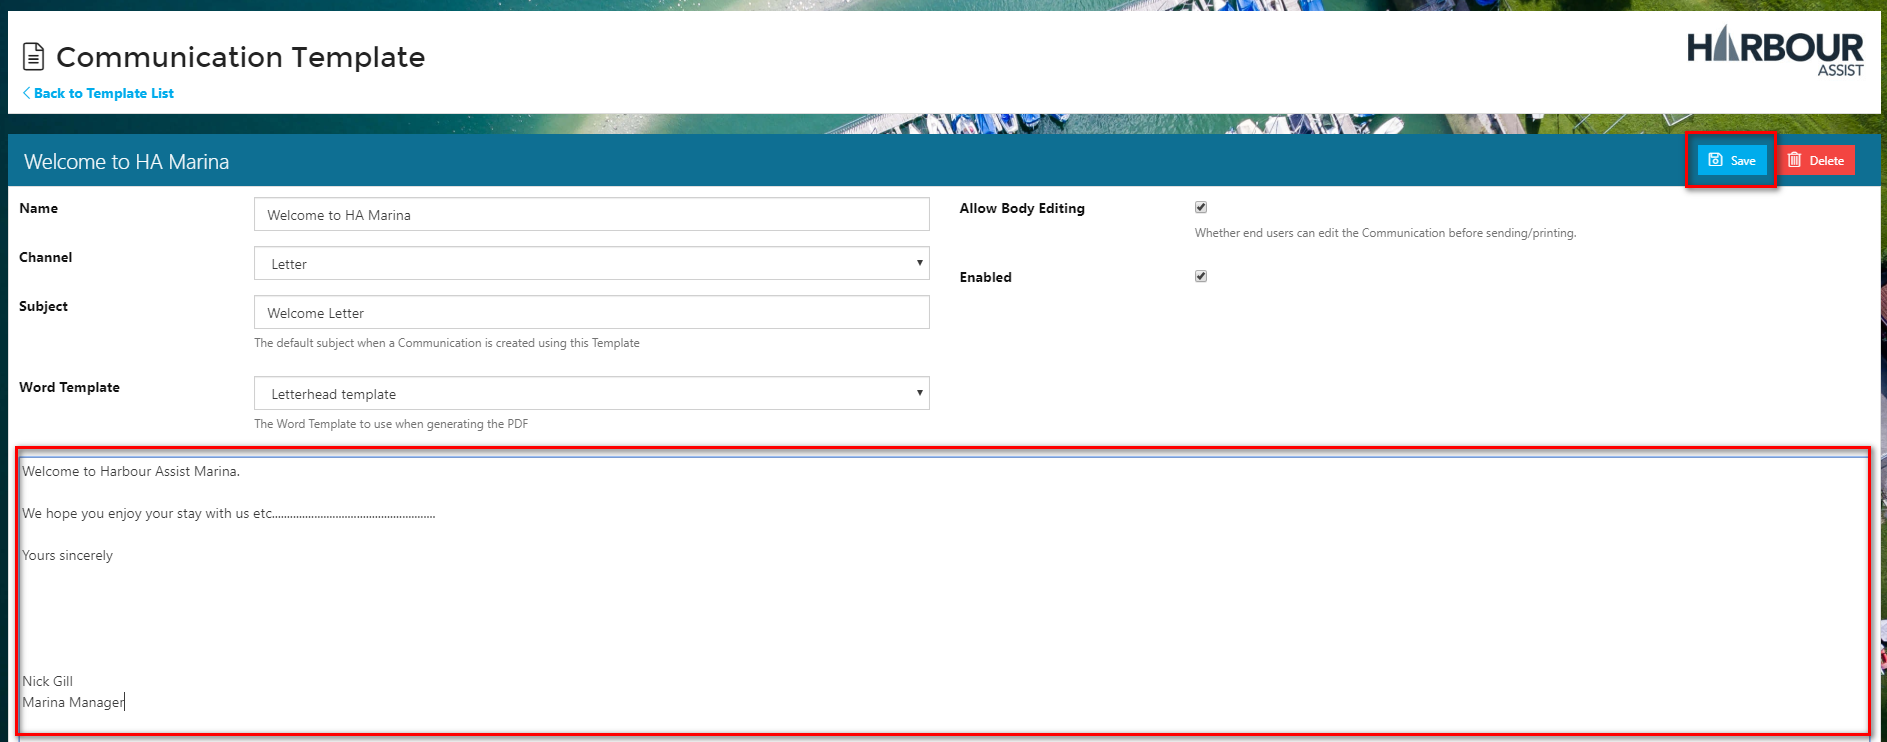 Communication Template
Back to Template List
HARBOUR
ASSIST
Welcome to HA Marina
Save
Delete
Name
Welcome to HA Marina
Channel
Letter
Subject
Welcome Letter
The default subject when a Communication is created using this Template
Word Template
Letterhead template
The Word Template to use when generating the PDF
Allow Body Editing
Whether end users can edit the Communication before sending/printing.
Enabled
Welcome to Harbour Assist Marina.
We hope you enjoy your stay with us etc......................................................
Yours sincerely
Nick Gill
Marina Manager